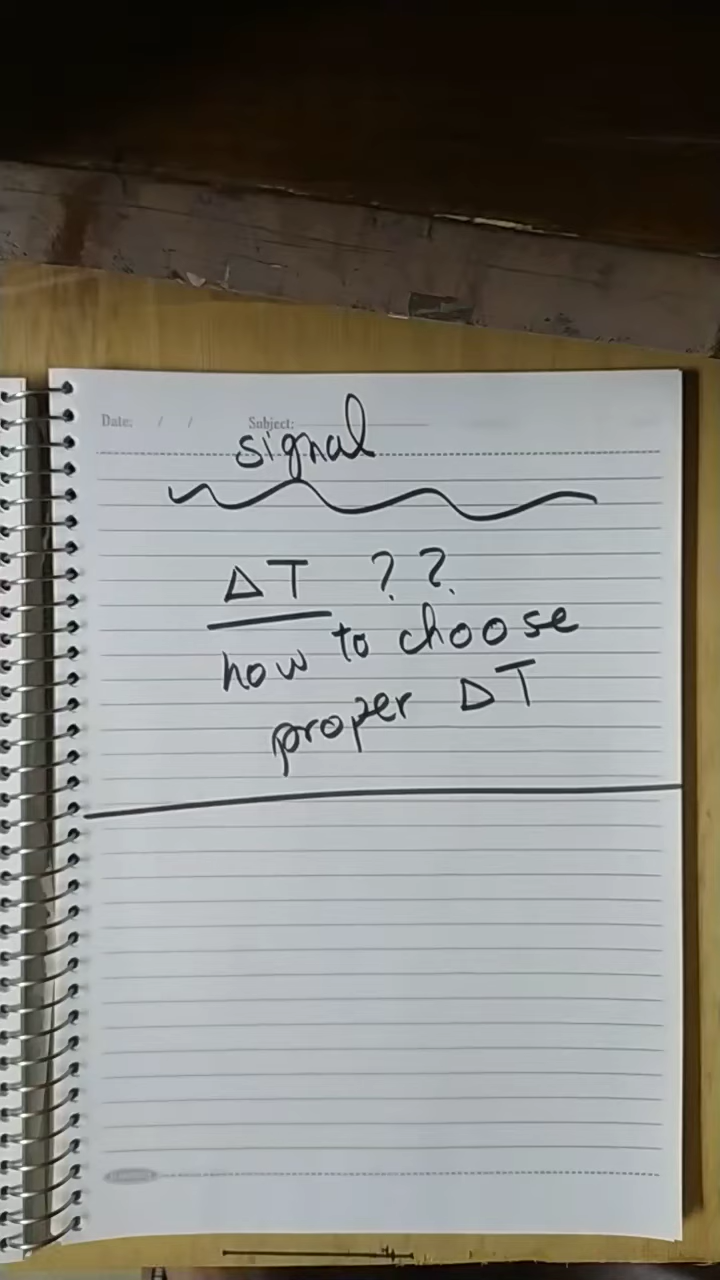 Date: / / Subject:
signal
ΔT ??
how to choose
proper ΔT